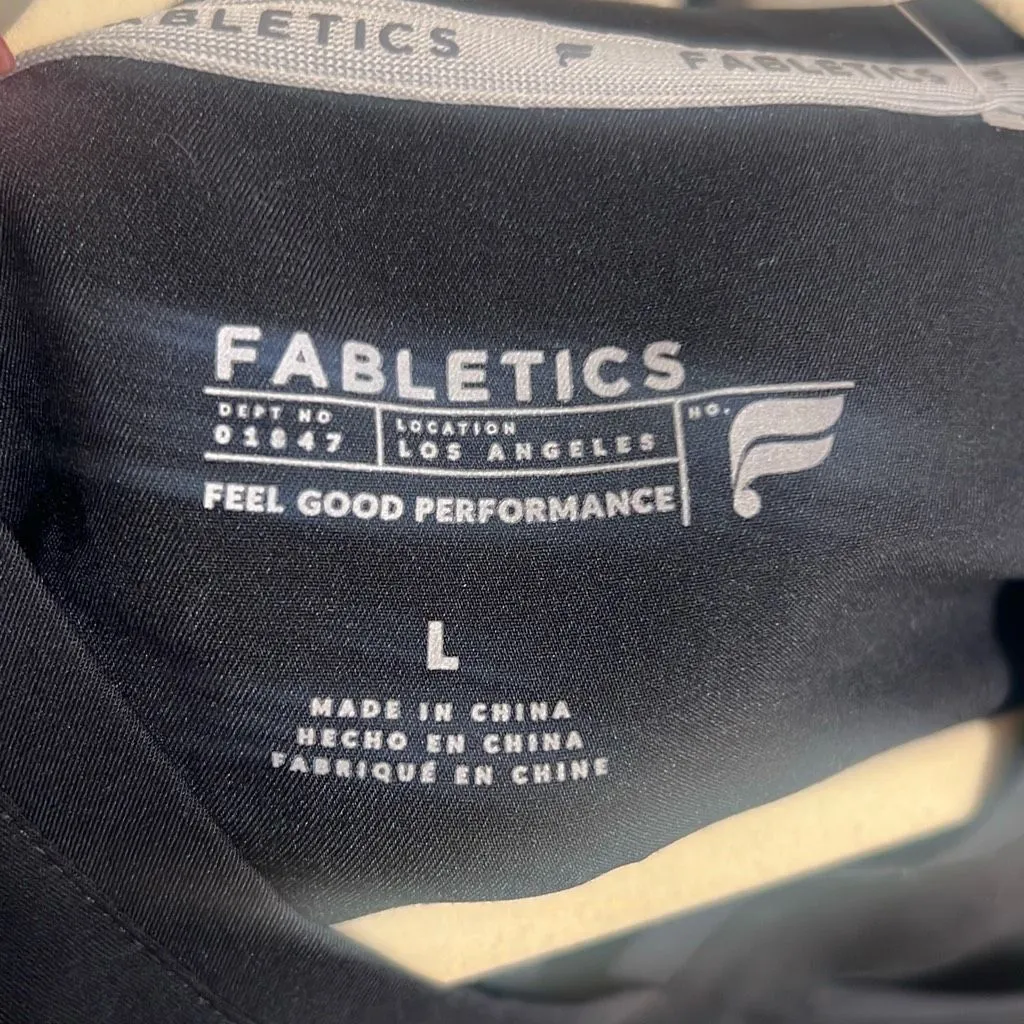 ABLETICS F FABLETICS
FABLETICS
DEPT NO
01847
LOCATION
LOS ANGELES
NO.
FEEL GOOD PERFORMANCE
L
MADE IN CHINA
HECHO EN CHINA
FABRIQUÉ EN CHINE